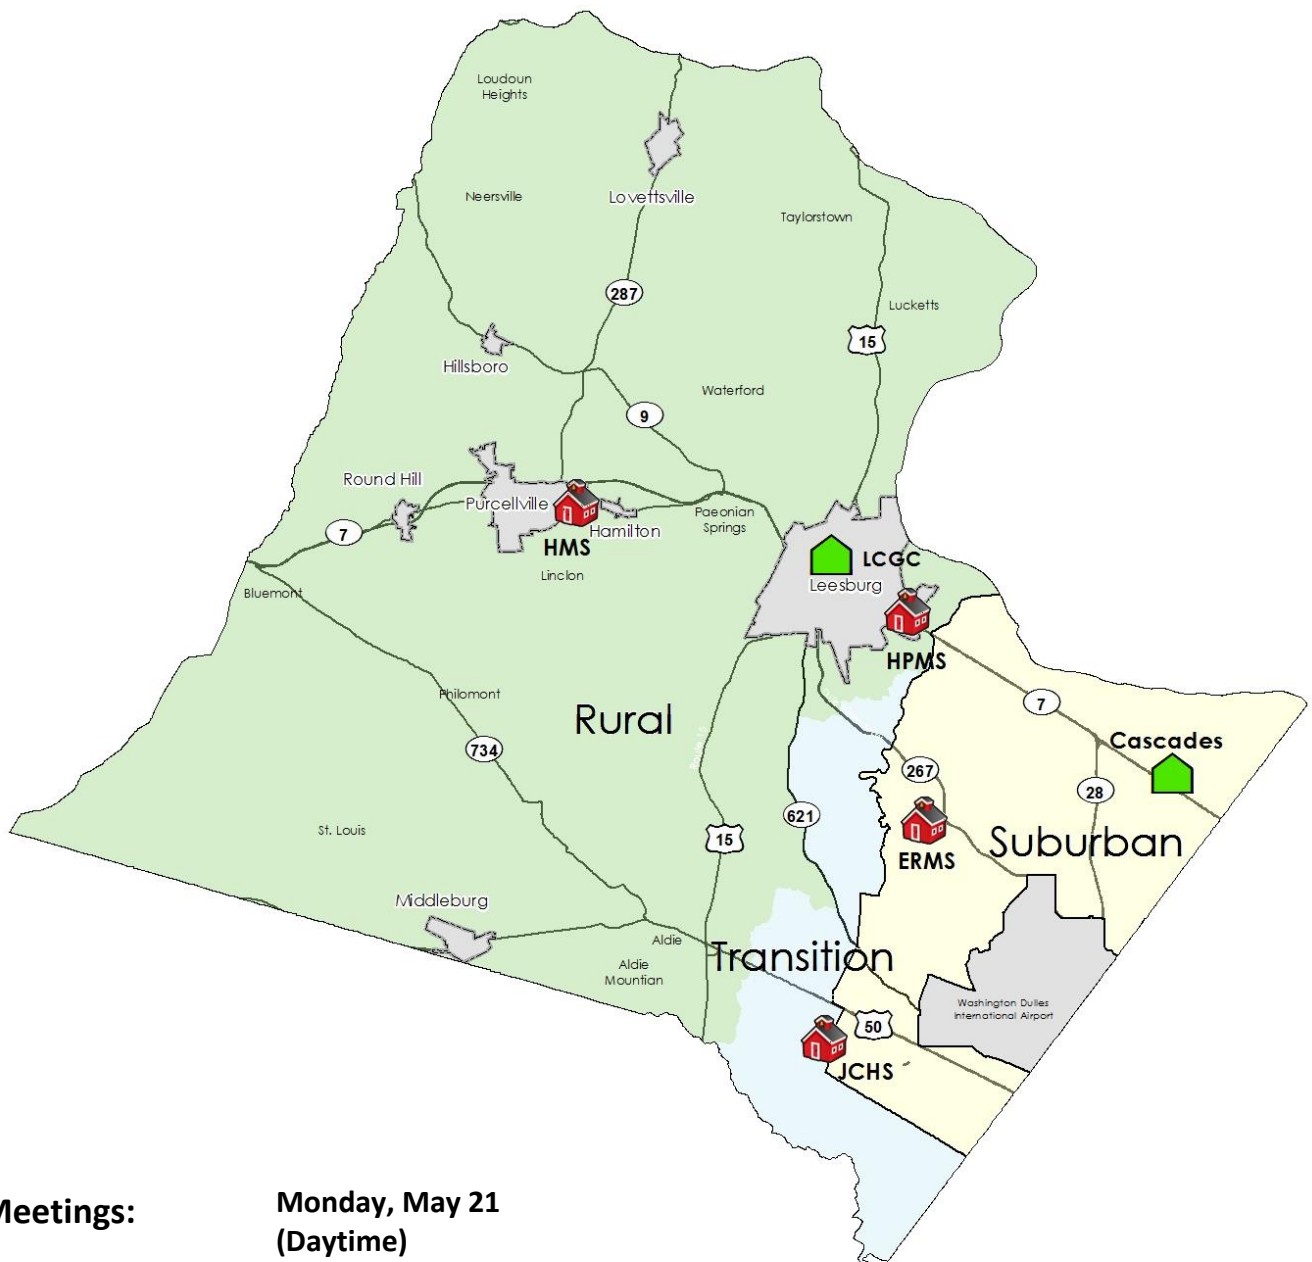 Loudoun
Heights
Neersville
Lovettsville
Taylorstown
287
Lucketts
15
Hillsboro
Waterford
9
Round Hill
Purcellville
Hamilton
Paeonian
Springs
7
HMS
LCGC
Linclon
Leesburg
Bluemont
HPMS
Philomont
7
Rural
734
Cascades
267
28
621
St. Louis
15
ERMS
Suburban
Middleburg
Aldie
Transition
Aldie
Mountian
Washington Dulles
International Airport
50
JCHS
Meetings:
Monday, May 21
(Daytime)